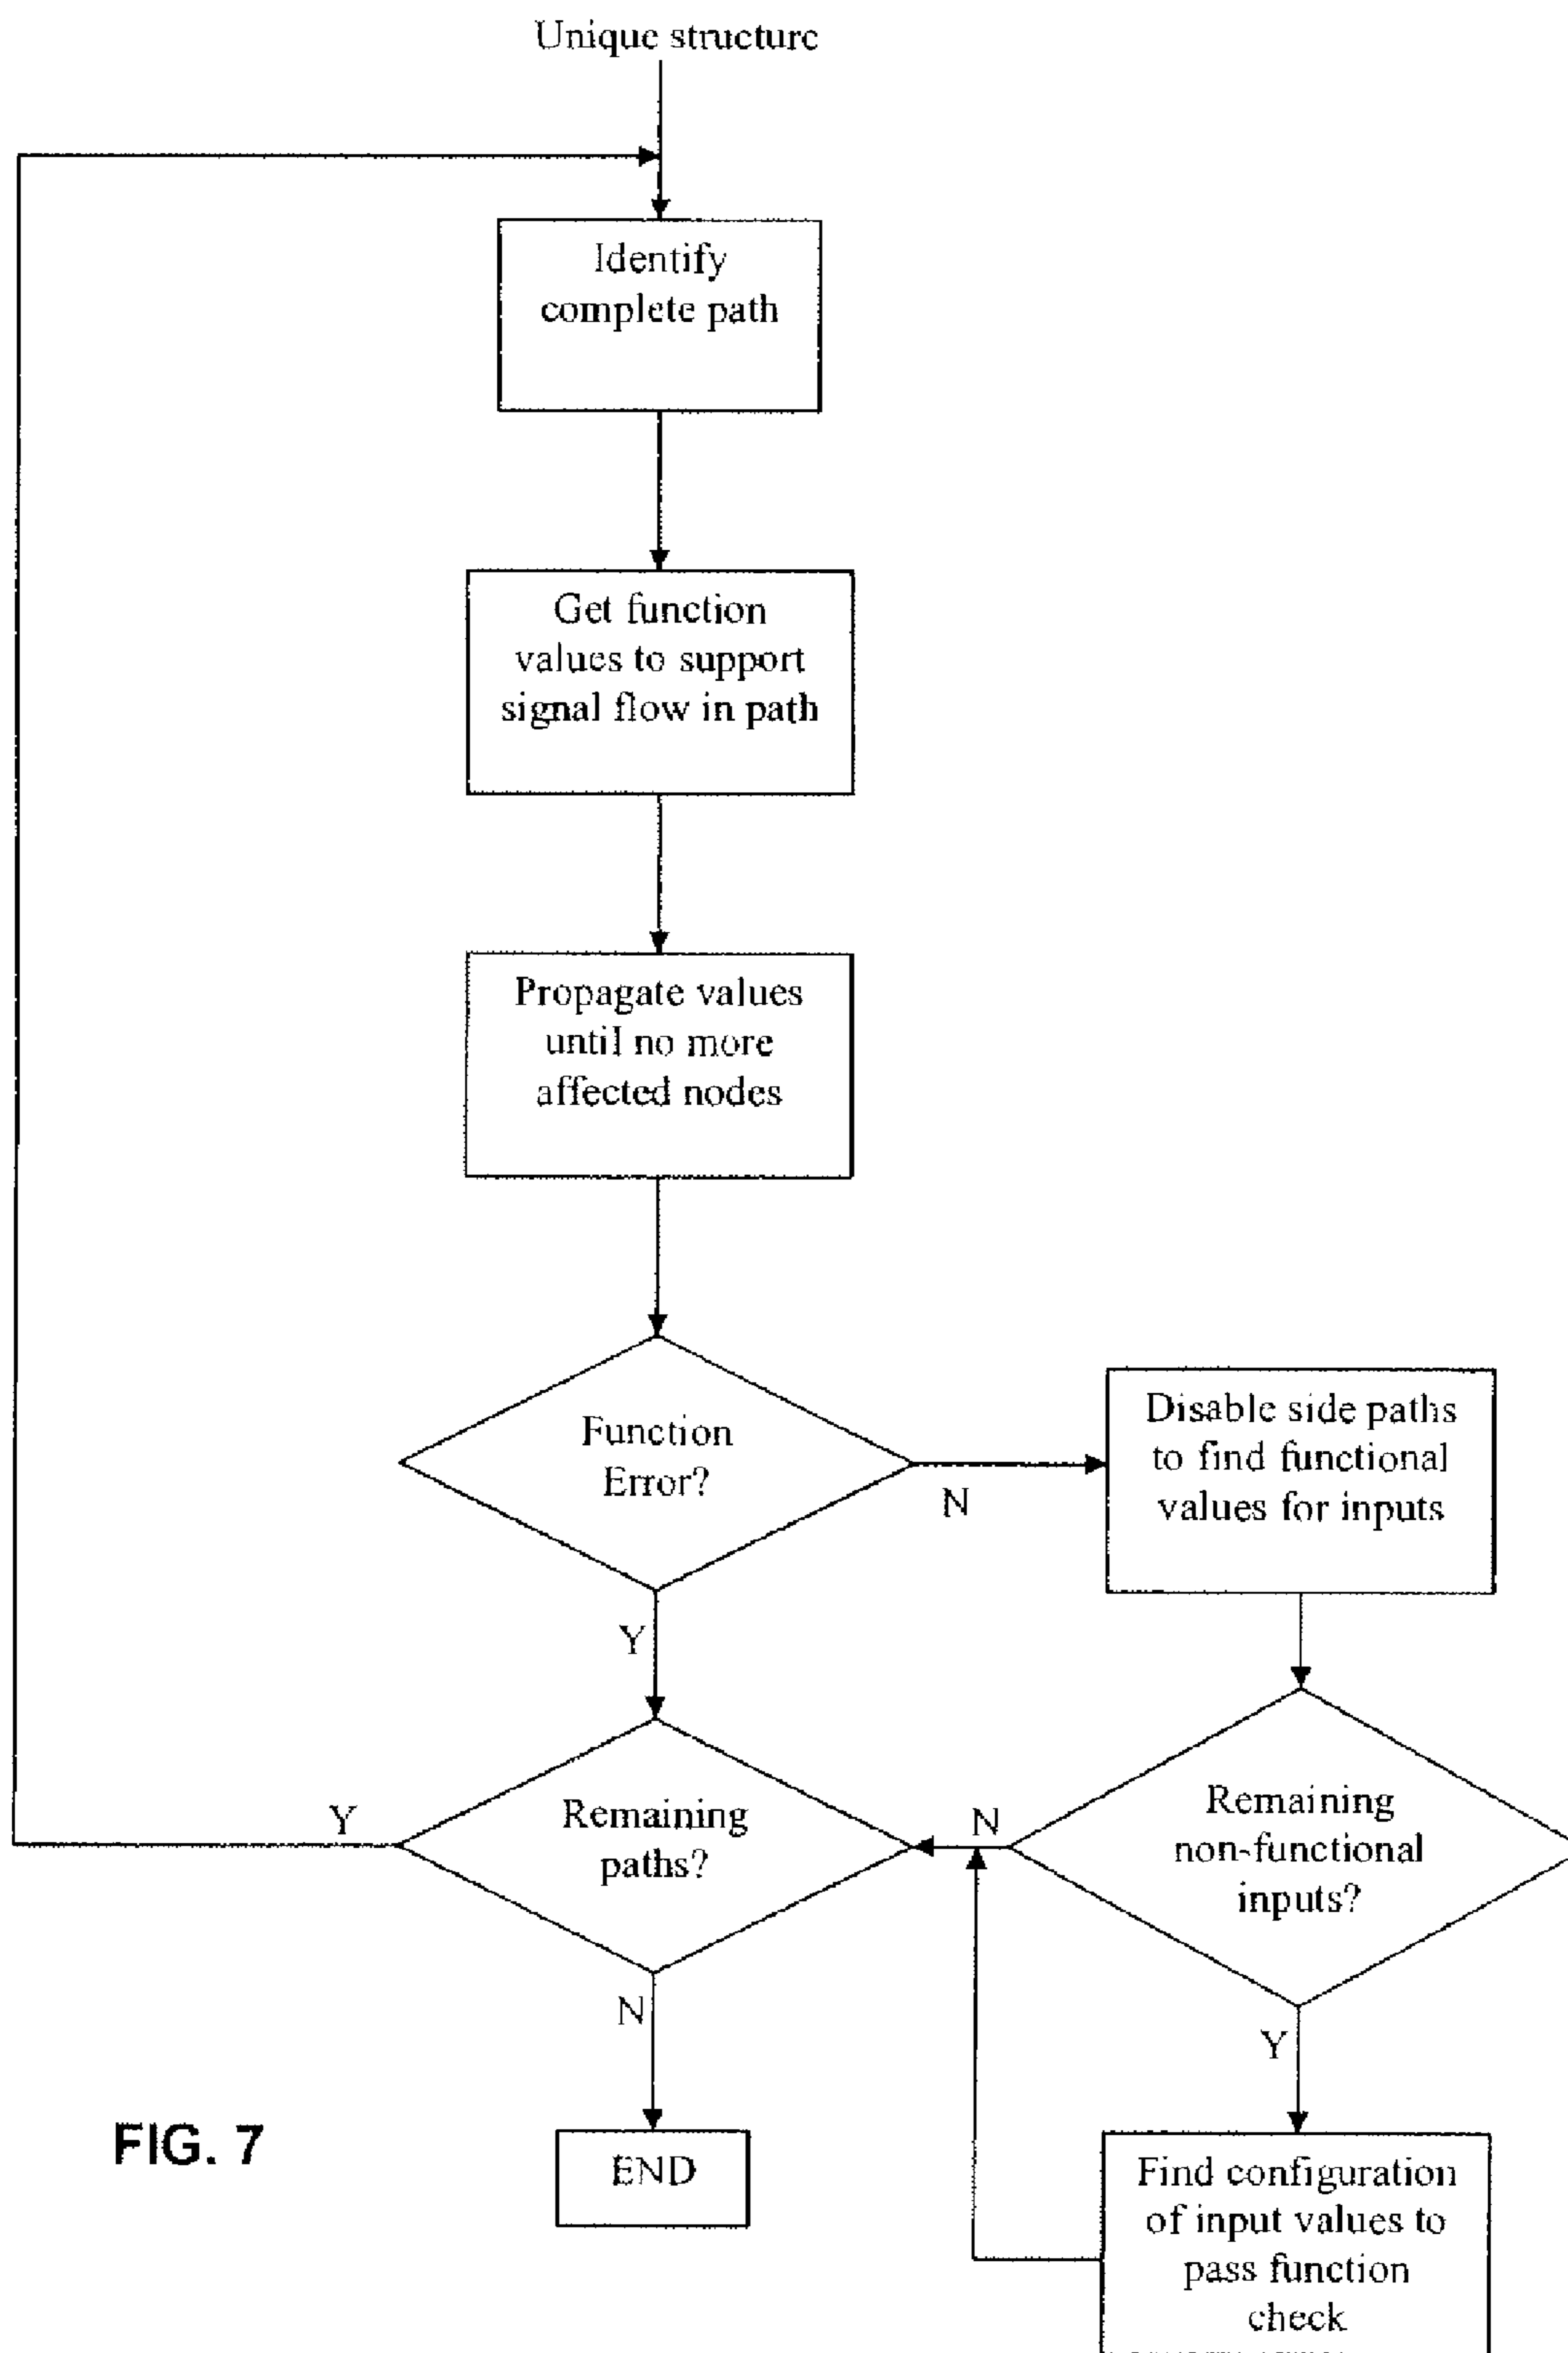 Unique structure
Identify
complete path
Get function
values to support
signal flow in path
Propagate values
until no more
affected nodes
Function
Error?
N
Disable side paths
to find functional
values for inputs
Y
Remaining
paths?
Y
N
Remaining
non-functional
inputs?
N
Y
END
Find configuration
of input values to
pass function
check
FIG. 7